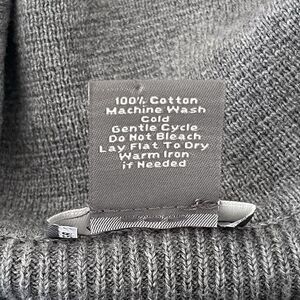 100% Cotton
Machine Wash
Cold
Gentle Cycle
Do Not Bleach
Lay Flat To Dry
Warm Iron
if Needed